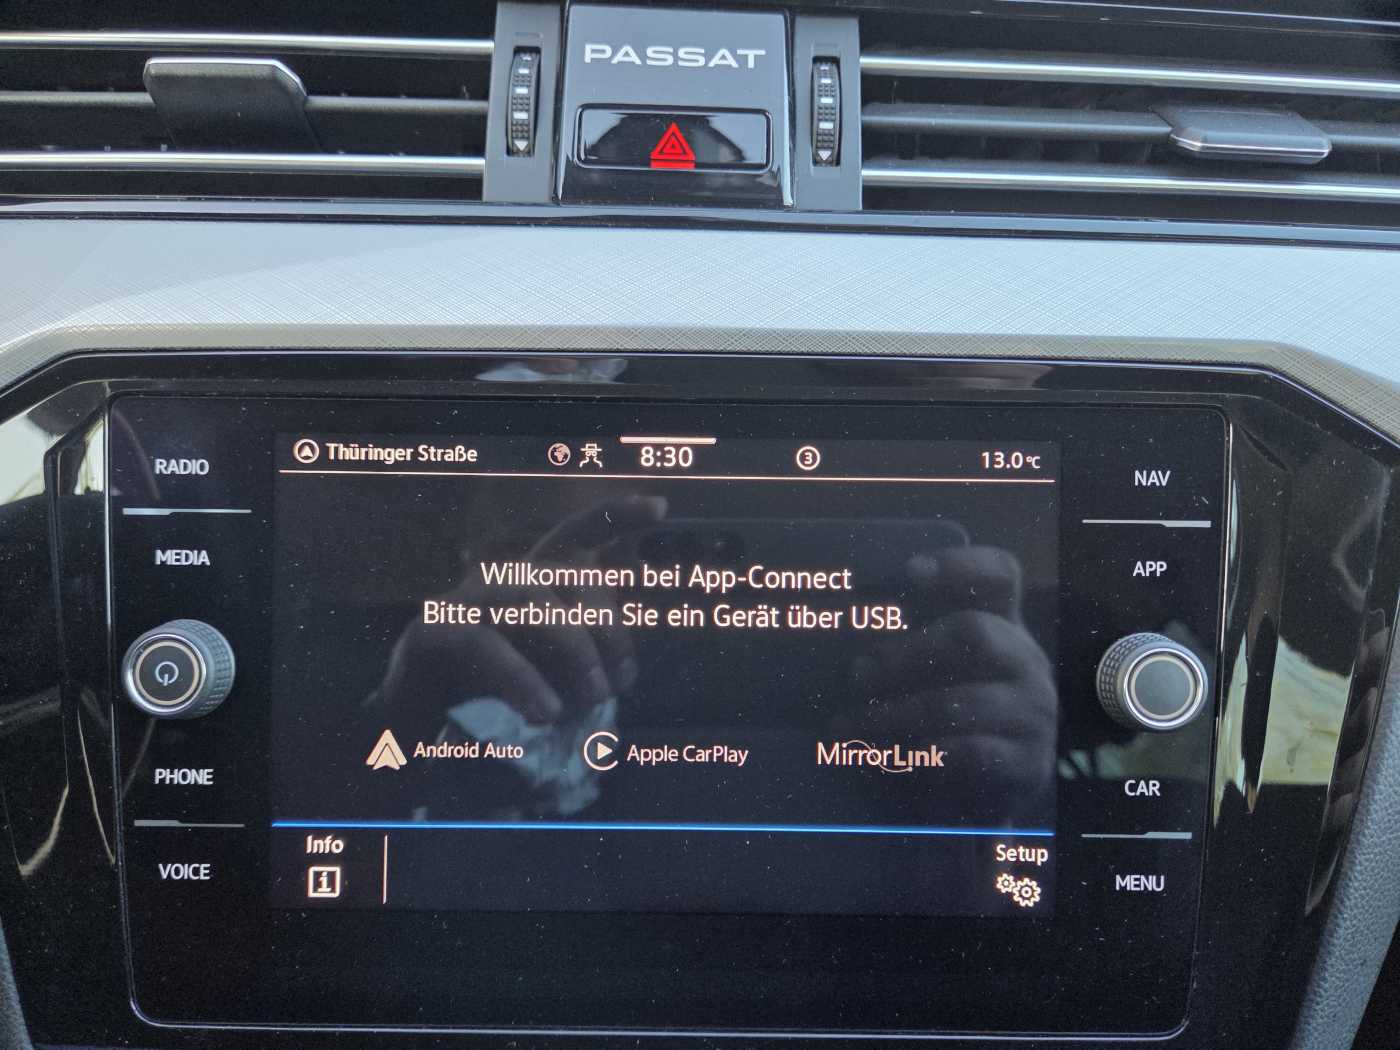 PASSAT
Thüringer Straße 8:30 3 13.0 °C
RADIO
MEDIA
PHONE
VOICE
Willkommen bei App-Connect
Bitte verbinden Sie ein Gerät über USB.
Android Auto Apple CarPlay MirrorLink
Info
i
Setup
NAV
APP
CAR
MENU